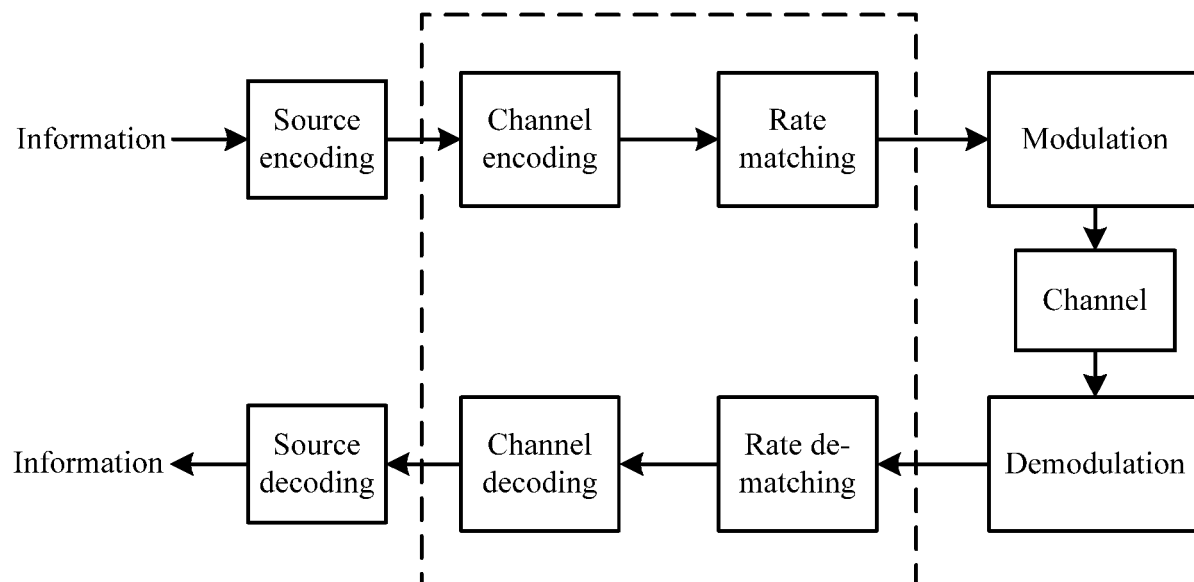 Information
Source
encoding
Channel
encoding
Rate
matching
Modulation
Channel
Demodulation
Rate de-
matching
Channel
decoding
Source
decoding
Information